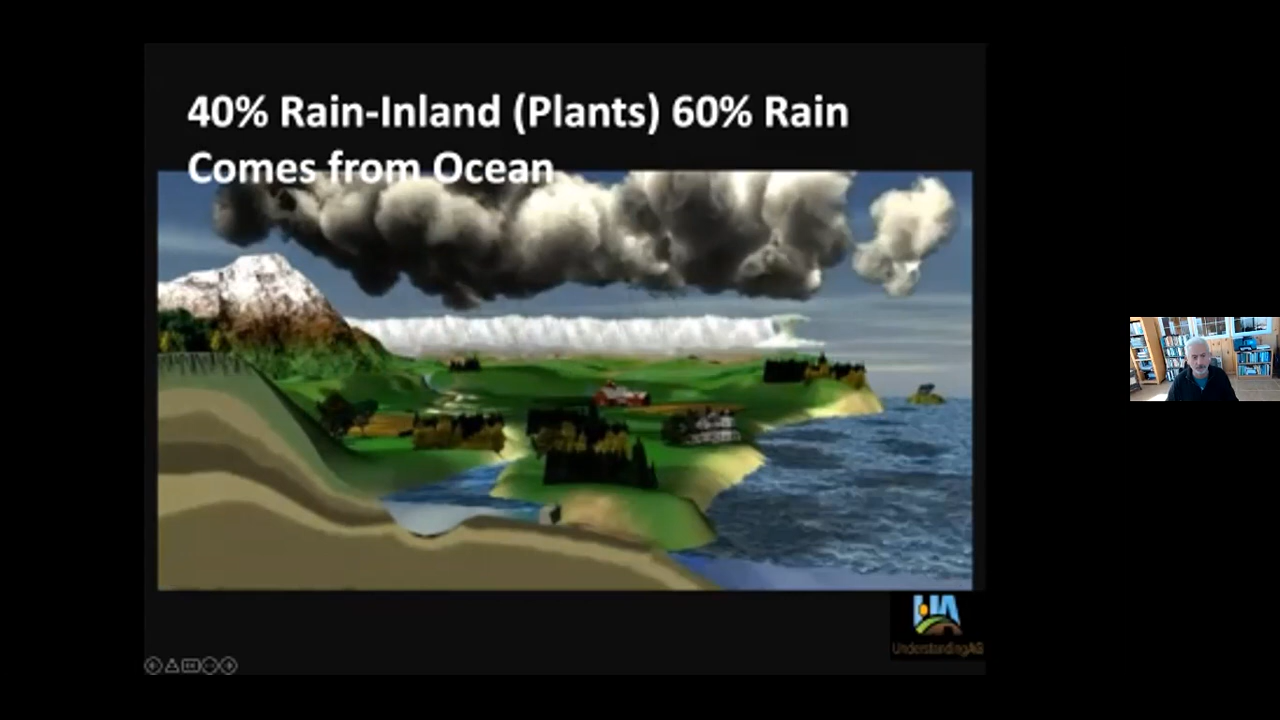 40% Rain-Inland (Plants) 60% Rain
Comes from Ocean
UnderstandingAG